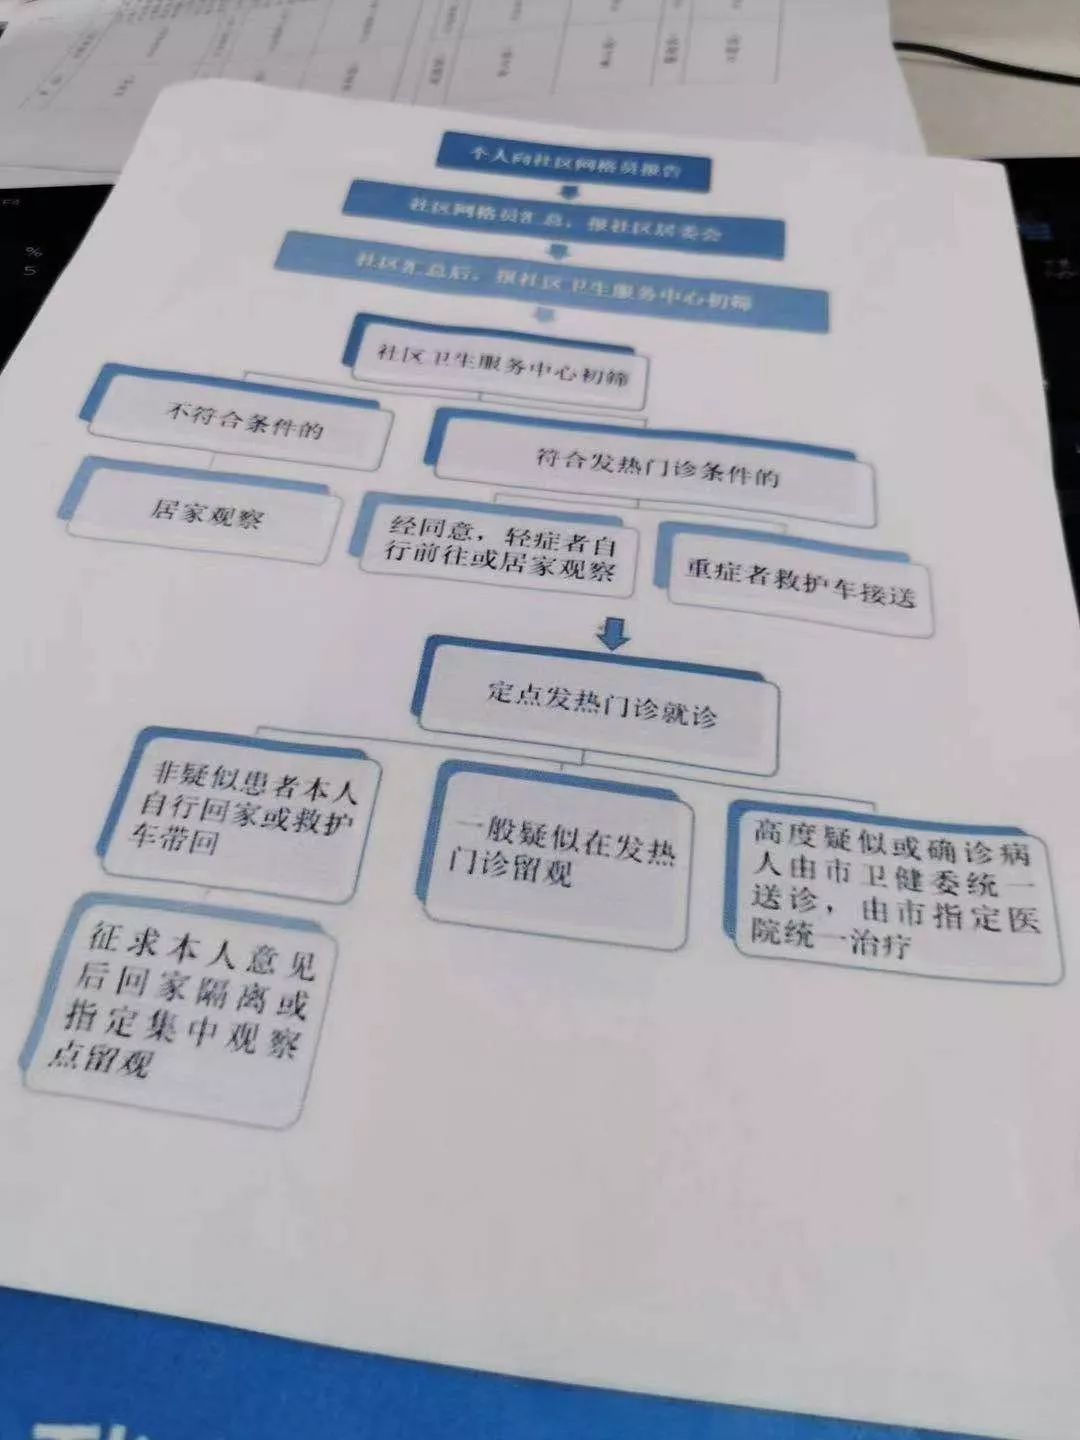 个人向社区网格员报告
社区网格员汇总，报社区居委会
社区汇总后，报社区卫生服务中心初筛
社区卫生服务中心初筛
不符合条件的
符合发热门诊条件的
居家观察
经同意，轻症者自
行前往或居家观察
重症者救护车接送
定点发热门诊就诊
非疑似患者本人
自行回家或救护
车带回
一般疑似在发热
门诊留观
高度疑似或确诊病
人由市卫健委统一
送诊，由市指定医
院统一治疗
征求本人意见
后回家隔离或
指定集中观察
点留观
%
5